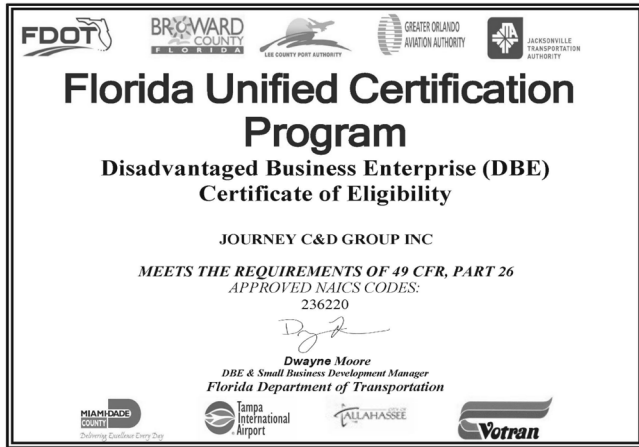 FDOT
BROWARD
COUNTY
FLORIDA
LEE COUNTY PORT AUTHORITY
GREATER ORLANDO
AVIATION AUTHORITY
JACKSONVILLE
TRANSPORTATION
AUTHORITY
Florida Unified Certification
Program
Disadvantaged Business Enterprise (DBE)
Certificate of Eligibility
JOURNEY C&D GROUP INC
MEETS THE REQUIREMENTS OF 49 CFR, PART 26
APPROVED NAICS CODES:
236220
Dwayne Moore
DBE & Small Business Development Manager
Florida Department of Transportation
MIAMI-DADE
COUNTY
Delivering Excellence Every Day
Tampa
International
Airport
CITY OF
TALLAHASSEE
Votran